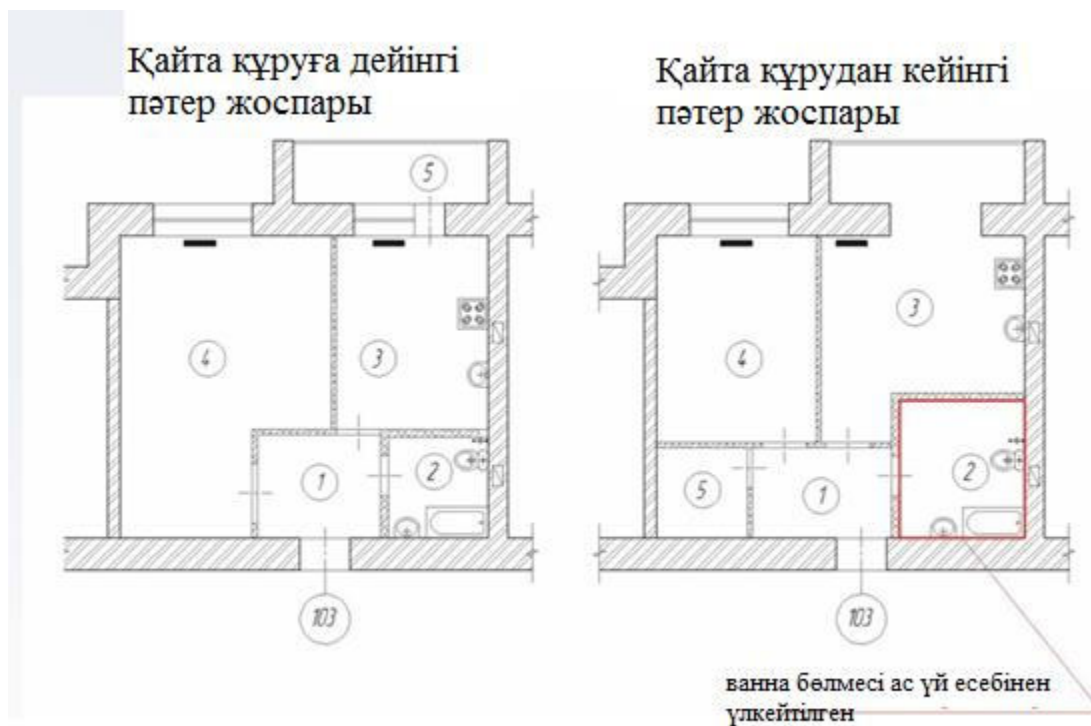 Қайта құруға дейінгі
пәтер жоспары
Қайта құрудан кейінгі
пәтер жоспары
5
4
3
1
2
103
3
4
2
5
1
103
ванна бөлмесі ас үй есебінен
үлкейтілген